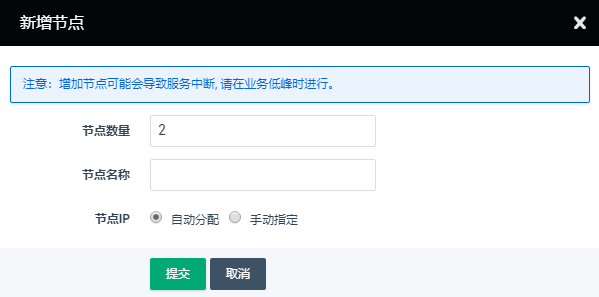 新增节点
注意：增加节点可能会导致服务中断, 请在业务低峰时进行。
节点数量 2
节点名称
节点IP 自动分配 手动指定
提交 取消